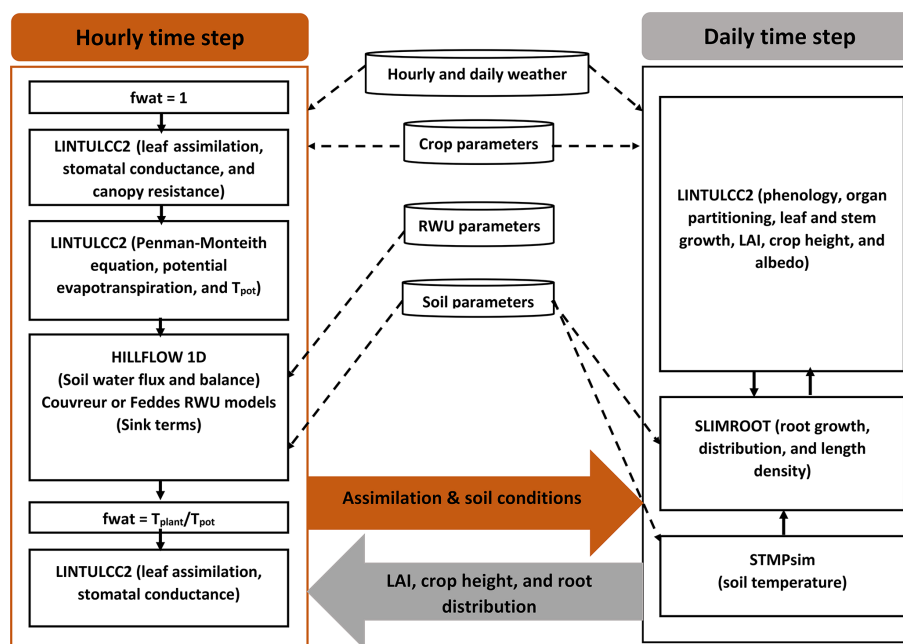 Hourly time step
Daily time step
fwat = 1
LINTULCC2 (leaf assimilation,
stomatal conductance, and
canopy resistance)
LINTULCC2 (Penman-Monteith
equation, potential
evapotranspiration, and Tpot)
HILLFLOW 1D
(Soil water flux and balance)
Couvreur or Feddes RWU models
(Sink terms)
fwat = Tplant/Tpot
LINTULCC2 (leaf assimilation,
stomatal conductance)
Hourly and daily weather
Crop parameters
RWU parameters
Soil parameters
Assimilation & soil conditions
LAI, crop height, and root
distribution
LINTULCC2 (phenology, organ
partitioning, leaf and stem
growth, LAI, crop height, and
albedo)
SLIMROOT (root growth,
distribution, and length
density)
STMPsim
(soil temperature)